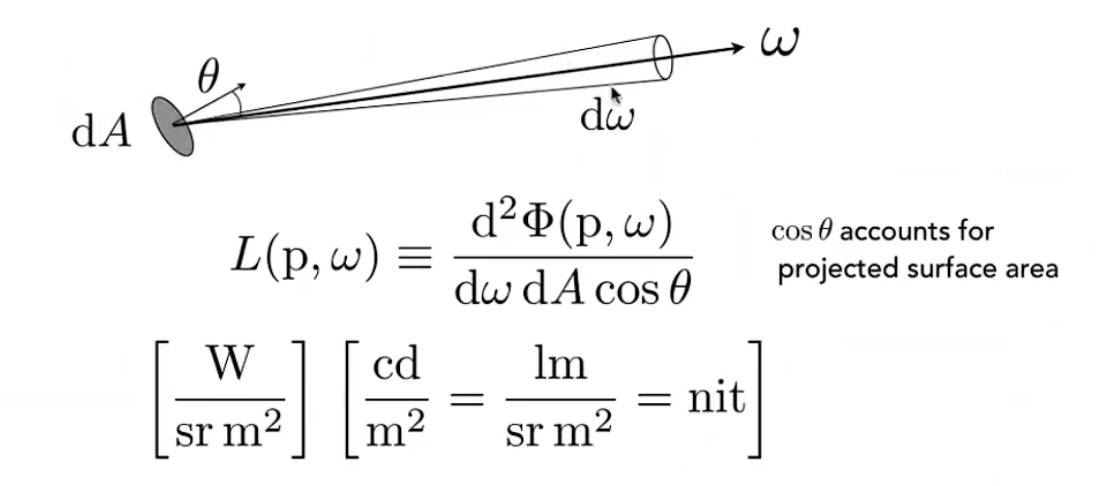 θ
ω
dA
dω
L(p, ω) ≡ d²Φ(p, ω) / dω dA cos θ
cos θ accounts for
projected surface area
[ W / sr m² ] [ cd / m² = lm / sr m² = nit ]